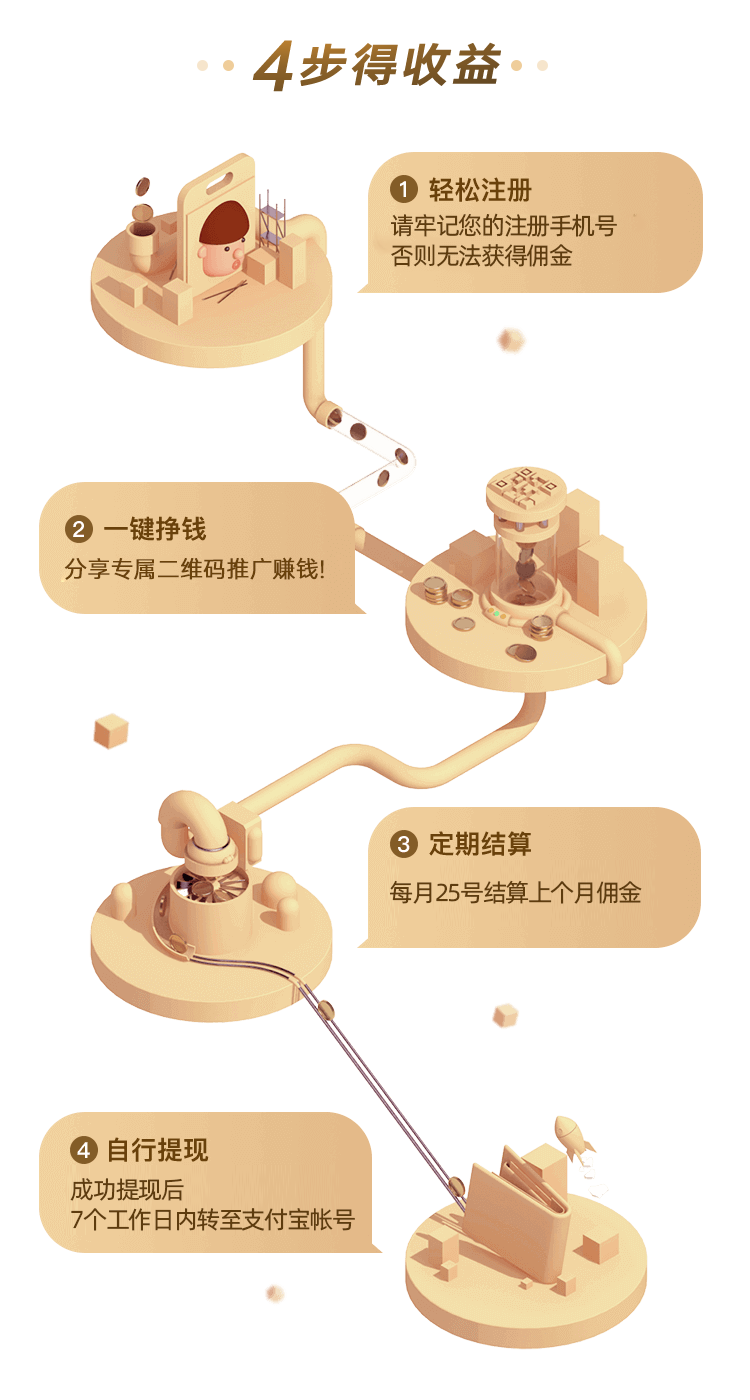 4步得收益
1 轻松注册
请牢记您的注册手机号
否则无法获得佣金
2 一键挣钱
分享专属二维码推广赚钱!
3 定期结算
每月25号结算上个月佣金
4 自行提现
成功提现后
7个工作日内转至支付宝帐号